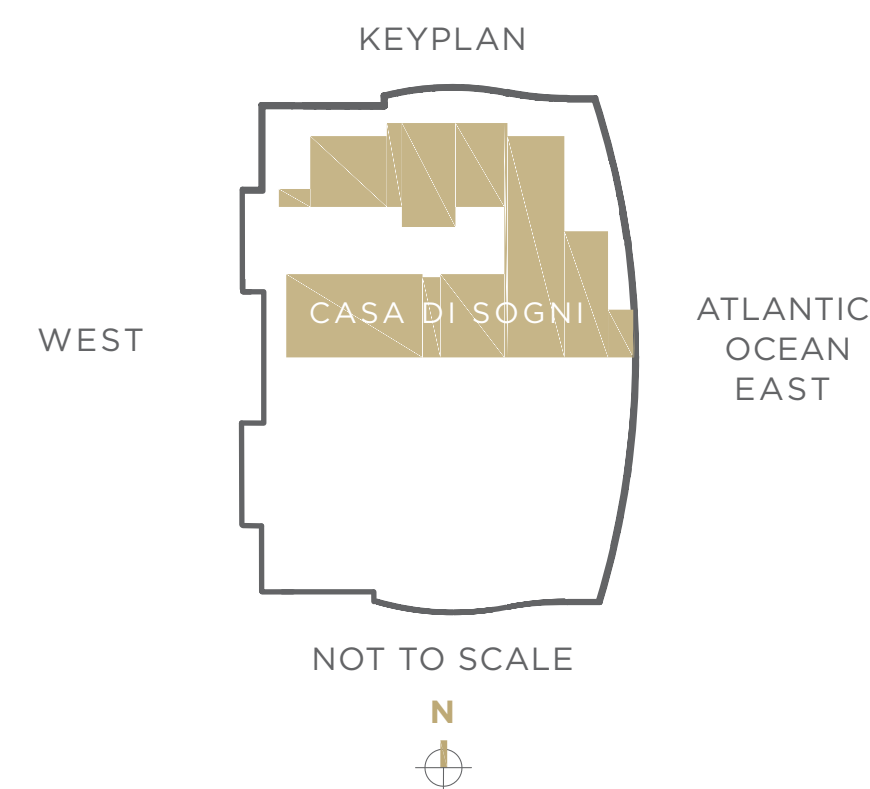 KEYPLAN
CASA DI SOGNI
WEST
ATLANTIC
OCEAN
EAST
NOT TO SCALE
N